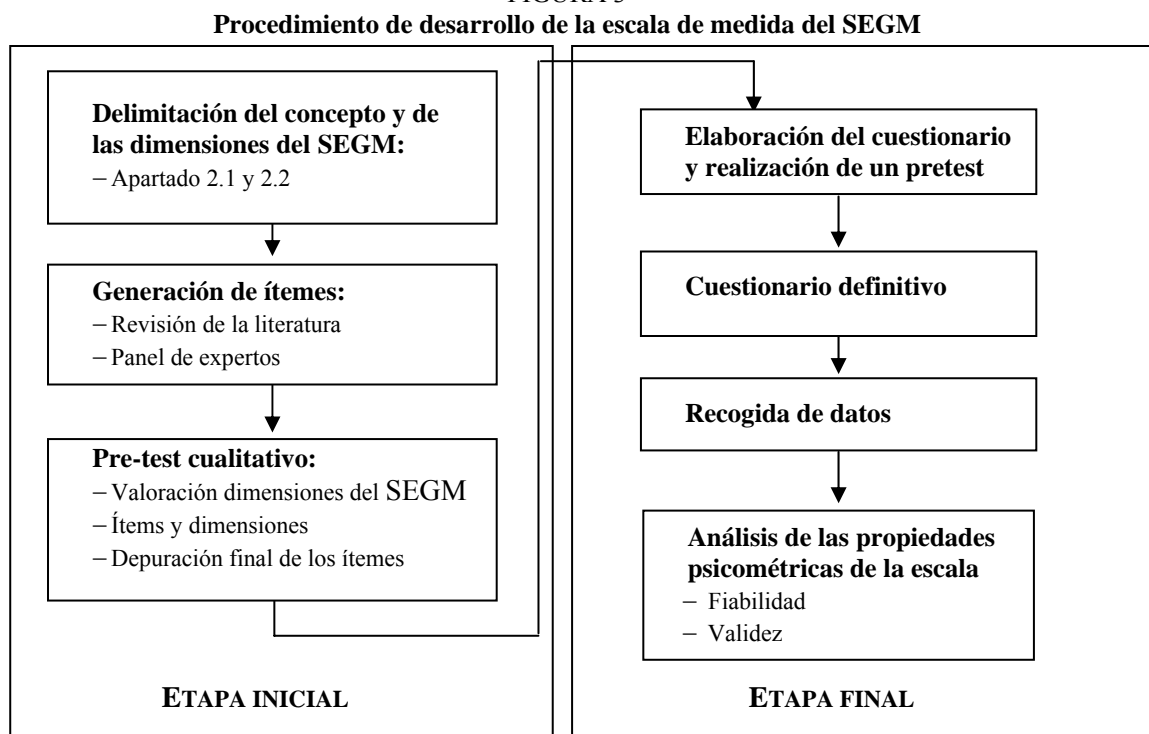 FIGURA 3
Procedimiento de desarrollo de la escala de medida del SEGM
Delimitación del concepto y de
las dimensiones del SEGM:
– Apartado 2.1 y 2.2
Generación de ítemes:
– Revisión de la literatura
– Panel de expertos
Pre-test cualitativo:
– Valoración dimensiones del SEGM
– Ítems y dimensiones
– Depuración final de los ítemes
ETAPA INICIAL
Elaboración del cuestionario
y realización de un pretest
Cuestionario definitivo
Recogida de datos
Análisis de las propiedades
psicométricas de la escala
– Fiabilidad
– Validez
ETAPA FINAL